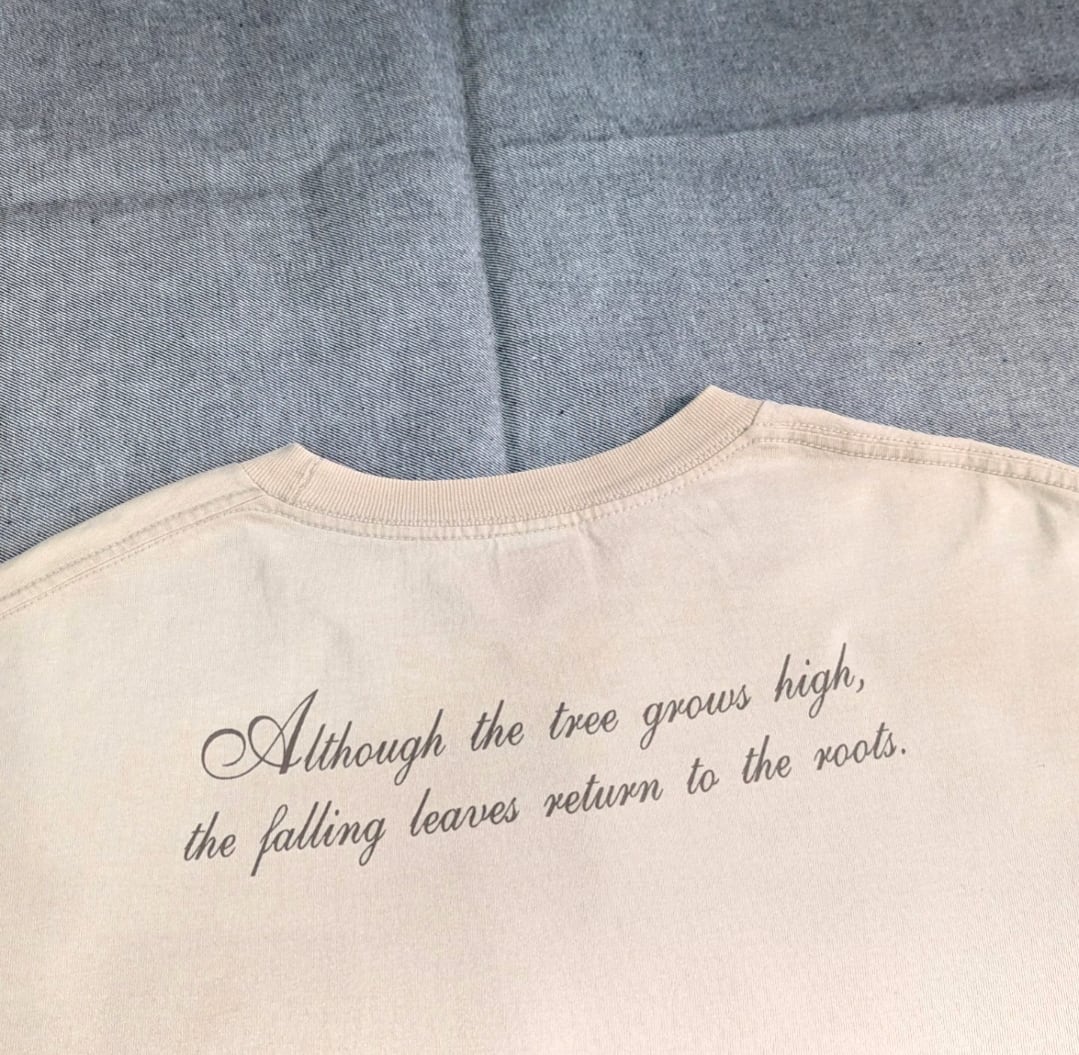 Although the tree grows high,
the falling leaves return to the roots.